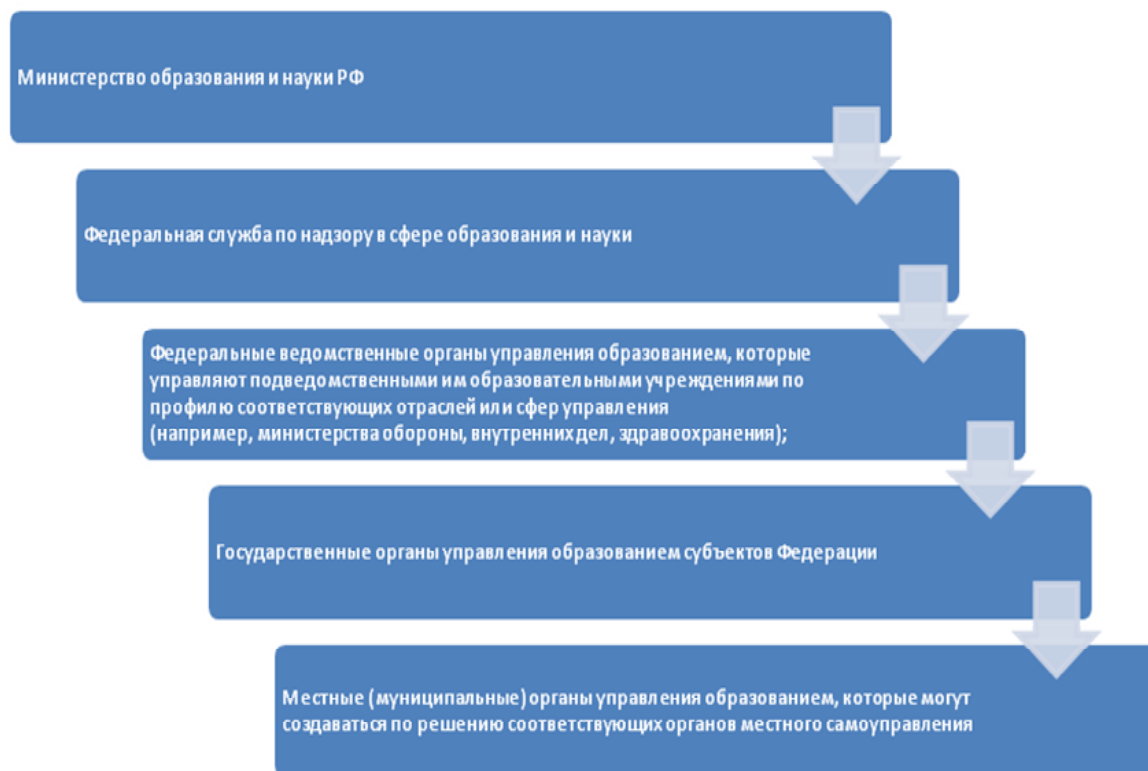 Министерство образования и науки РФ
Федеральная служба по надзору в сфере образования и науки
Федеральные ведомственные органы управления образованием, которые
управляют подведомственными им образовательными учреждениями по
профилю соответствующих отраслей или сфер управления
(например, министерства обороны, внутренних дел, здравоохранения);
Государственные органы управления образованием субъектов Федерации
Местные (муниципальные) органы управления образованием, которые могут
создаваться по решению соответствующих органов местного самоуправления